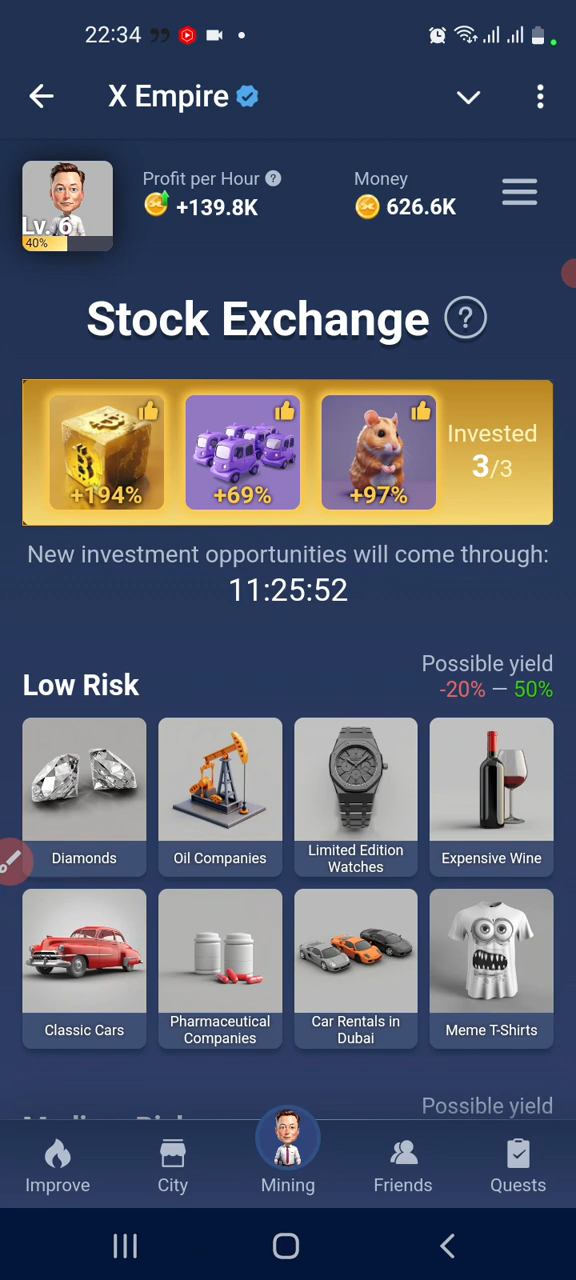 22:34
X Empire
Profit per Hour ?
+139.8K
Money
626.6K
Lv. 6
40%
Stock Exchange ?
+194%
+69%
+97%
Invested
3/3
New investment opportunities will come through:
11:25:52
Low Risk
Possible yield
-20% — 50%
Diamonds
Oil Companies
Limited Edition
Watches
Expensive Wine
Classic Cars
Pharmaceutical
Companies
Car Rentals in
Dubai
Meme T-Shirts
Possible yield
Improve
City
Mining
Friends
Quests